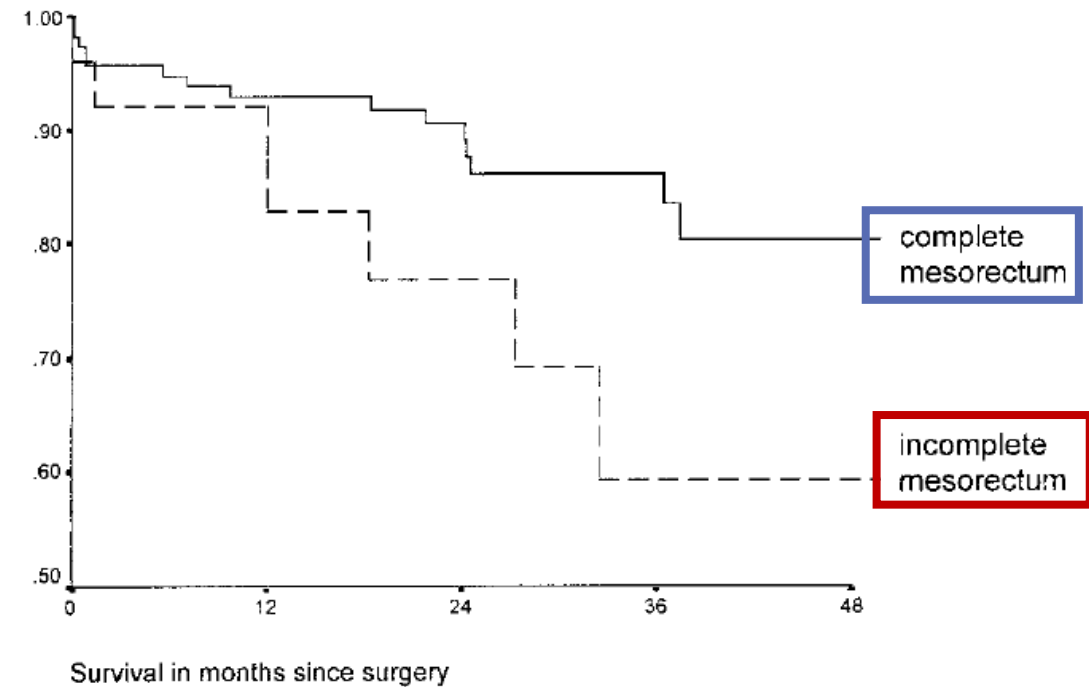 1.00
.90
.80
.70
.60
.50
0 12 24 36 48
complete
mesorectum
incomplete
mesorectum
Survival in months since surgery